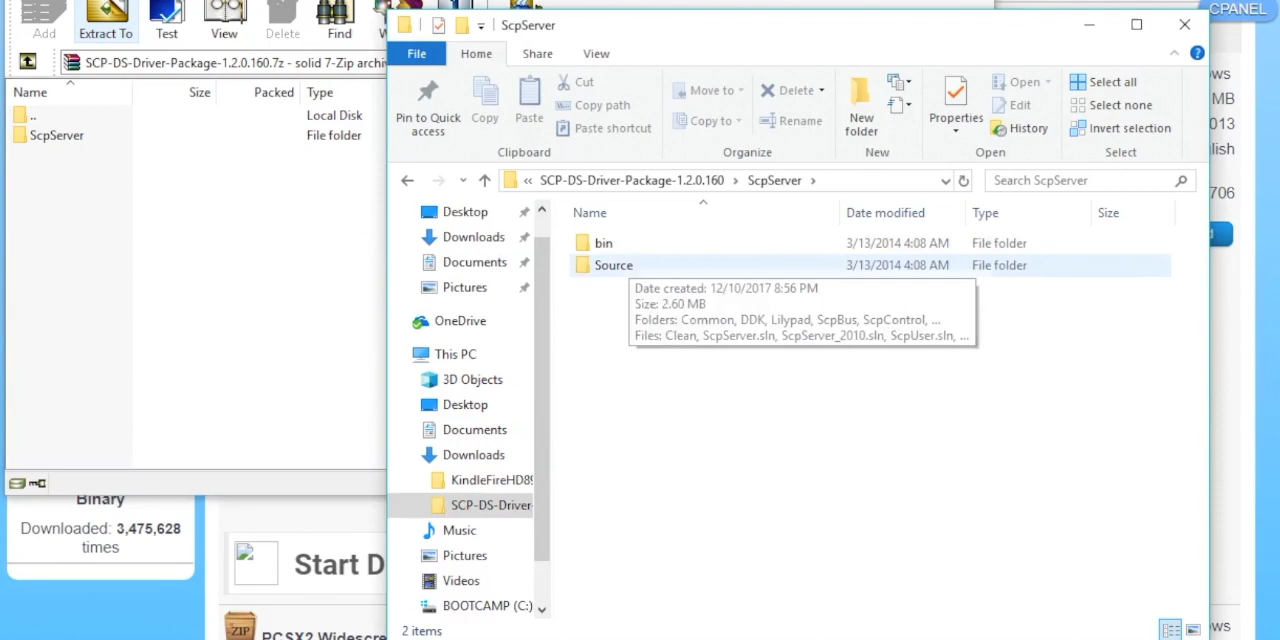 CPANEL
Add
Extract To
Test
View
Delete
Find
SCP-DS-Driver-Package-1.2.0.160.7z - solid 7-Zip archi
Name Size Packed Type
.. Local Disk
ScpServer File folder
Binary
Downloaded: 3,475,628
times
Start D
ZIP
PCSX2 Widescre
ScpServer
File Home Share View
Pin to Quick
access
Copy
Paste
Cut
Copy path
Paste shortcut
Clipboard
Move to
Copy to
Delete
Rename
Organize
New
folder
New
Properties
Open
Edit
History
Open
Select all
Select none
Invert selection
Select
« SCP-DS-Driver-Package-1.2.0.160 › ScpServer ›
Search ScpServer
Desktop
Downloads
Documents
Pictures
OneDrive
This PC
3D Objects
Desktop
Documents
Downloads
KindleFireHD89
SCP-DS-Driver-
Music
Pictures
Videos
BOOTCAMP (C:)
Name Date modified Type Size
bin 3/13/2014 4:08 AM File folder
Source 3/13/2014 4:08 AM File folder
Date created: 12/10/2017 8:56 PM
Size: 2.60 MB
Folders: Common, DDK, Lilypad, ScpBus, ScpControl, ...
Files: Clean, ScpServer.sln, ScpServer_2010.sln, ScpUser.sln, ...
2 items
ws
MB
013
lish
706
ws